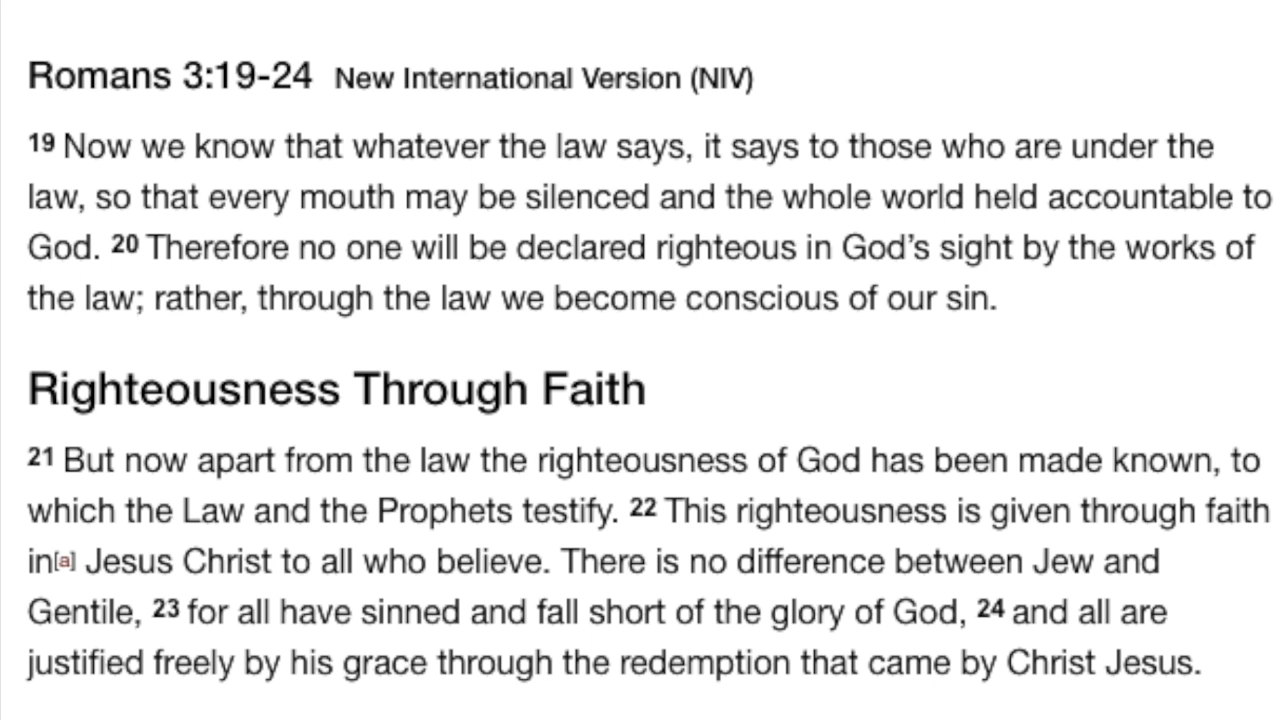 Romans 3:19-24 New International Version (NIV)
19 Now we know that whatever the law says, it says to those who are under the
law, so that every mouth may be silenced and the whole world held accountable to
God. 20 Therefore no one will be declared righteous in God’s sight by the works of
the law; rather, through the law we become conscious of our sin.
Righteousness Through Faith
21 But now apart from the law the righteousness of God has been made known, to
which the Law and the Prophets testify. 22 This righteousness is given through faith
in[a] Jesus Christ to all who believe. There is no difference between Jew and
Gentile, 23 for all have sinned and fall short of the glory of God, 24 and all are
justified freely by his grace through the redemption that came by Christ Jesus.